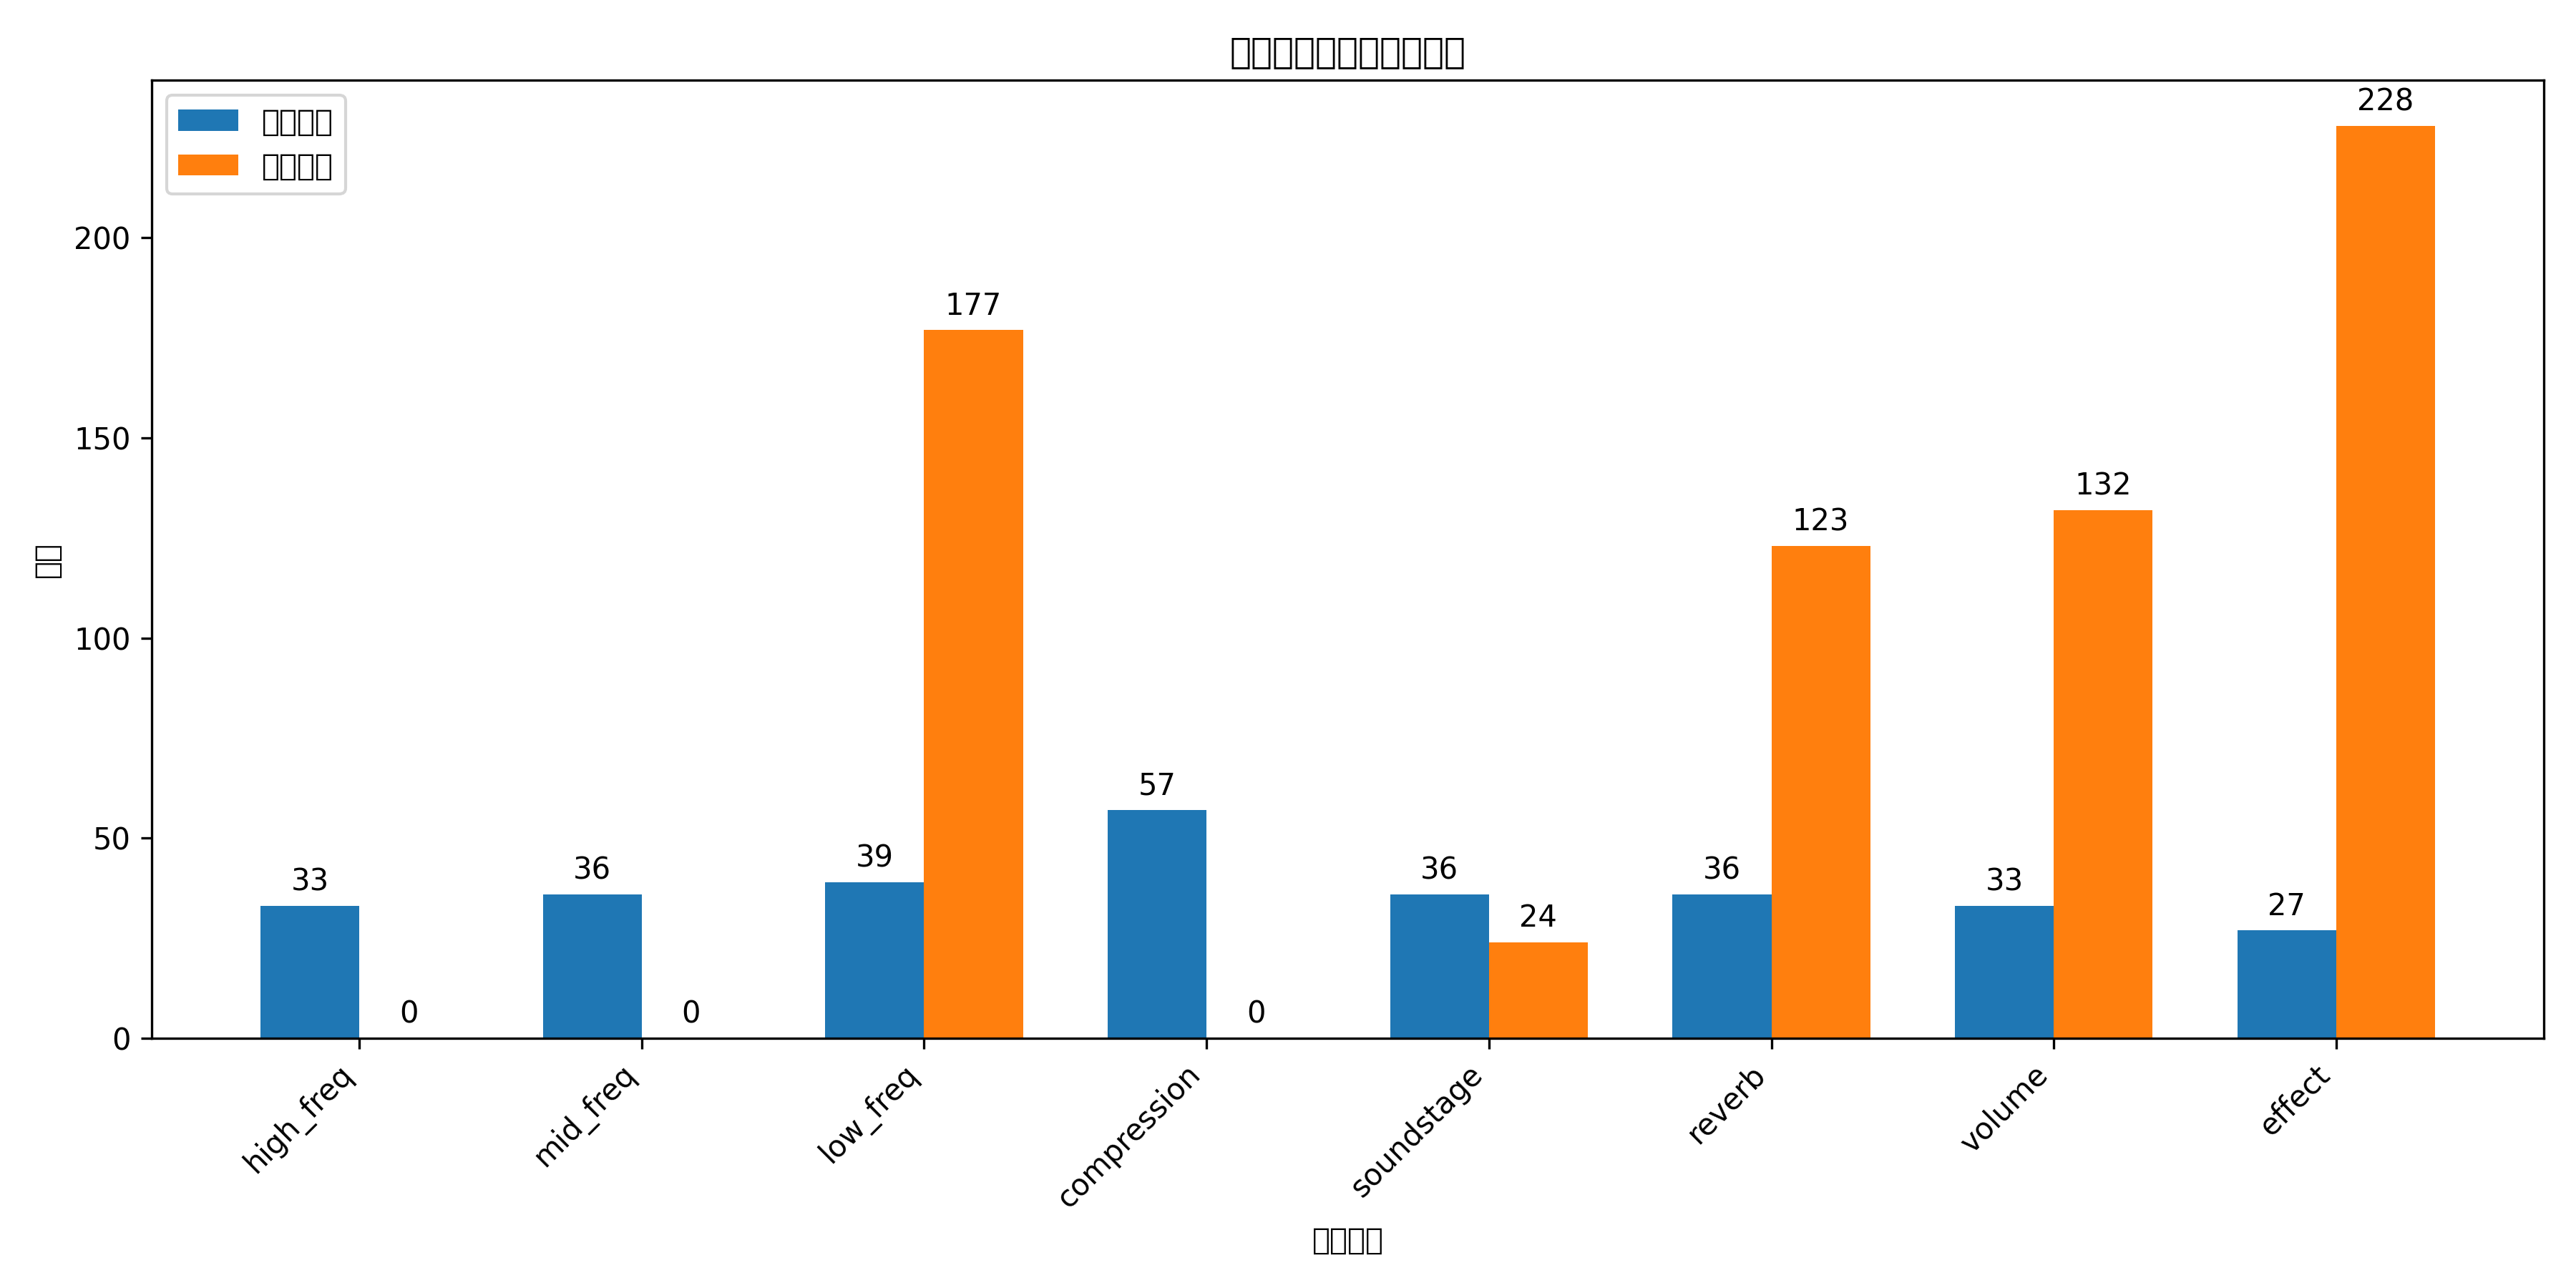 228
200
177
150
132
123
100
57
50
39
36
36
36
33
33
27
24
0
0
0
0
high_freq
mid_freq
low_freq
compression
soundstage
reverb
volume
effect